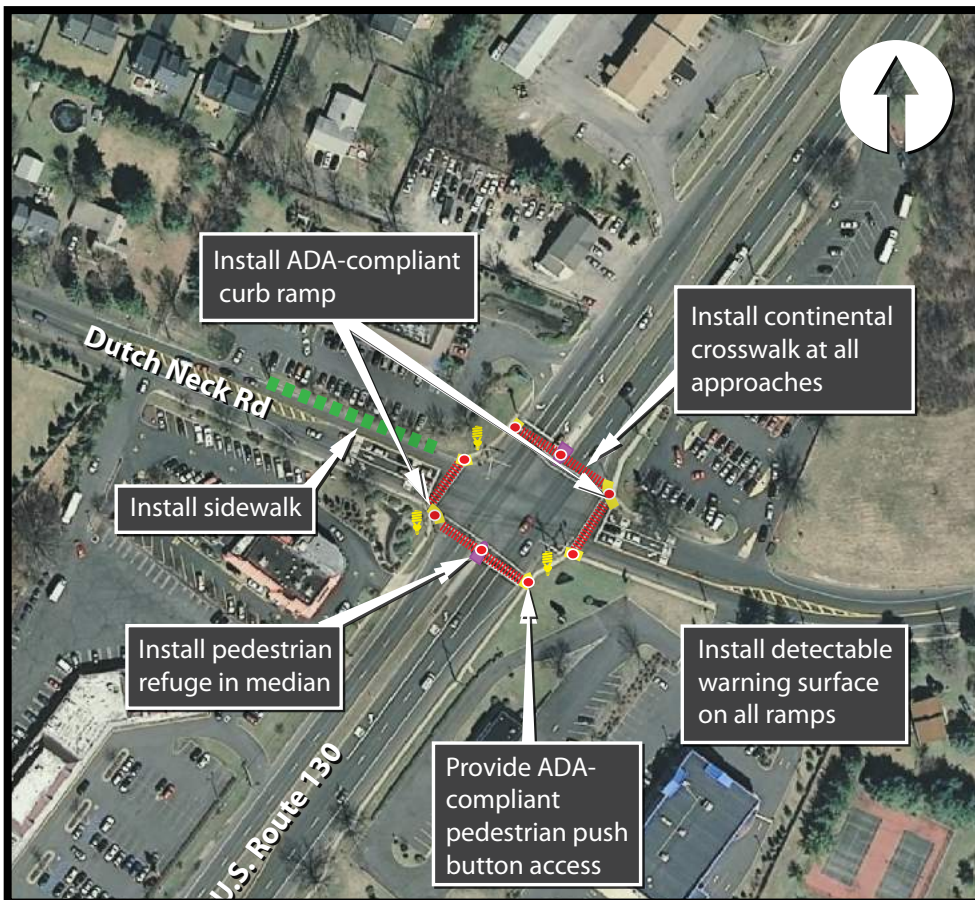 Install ADA-compliant
curb ramp
Install continental
crosswalk at all
approaches
Dutch Neck Rd
Install sidewalk
Install pedestrian
refuge in median
Install detectable
warning surface
on all ramps
Provide ADA-
compliant
pedestrian push
button access
U.S. Route 130